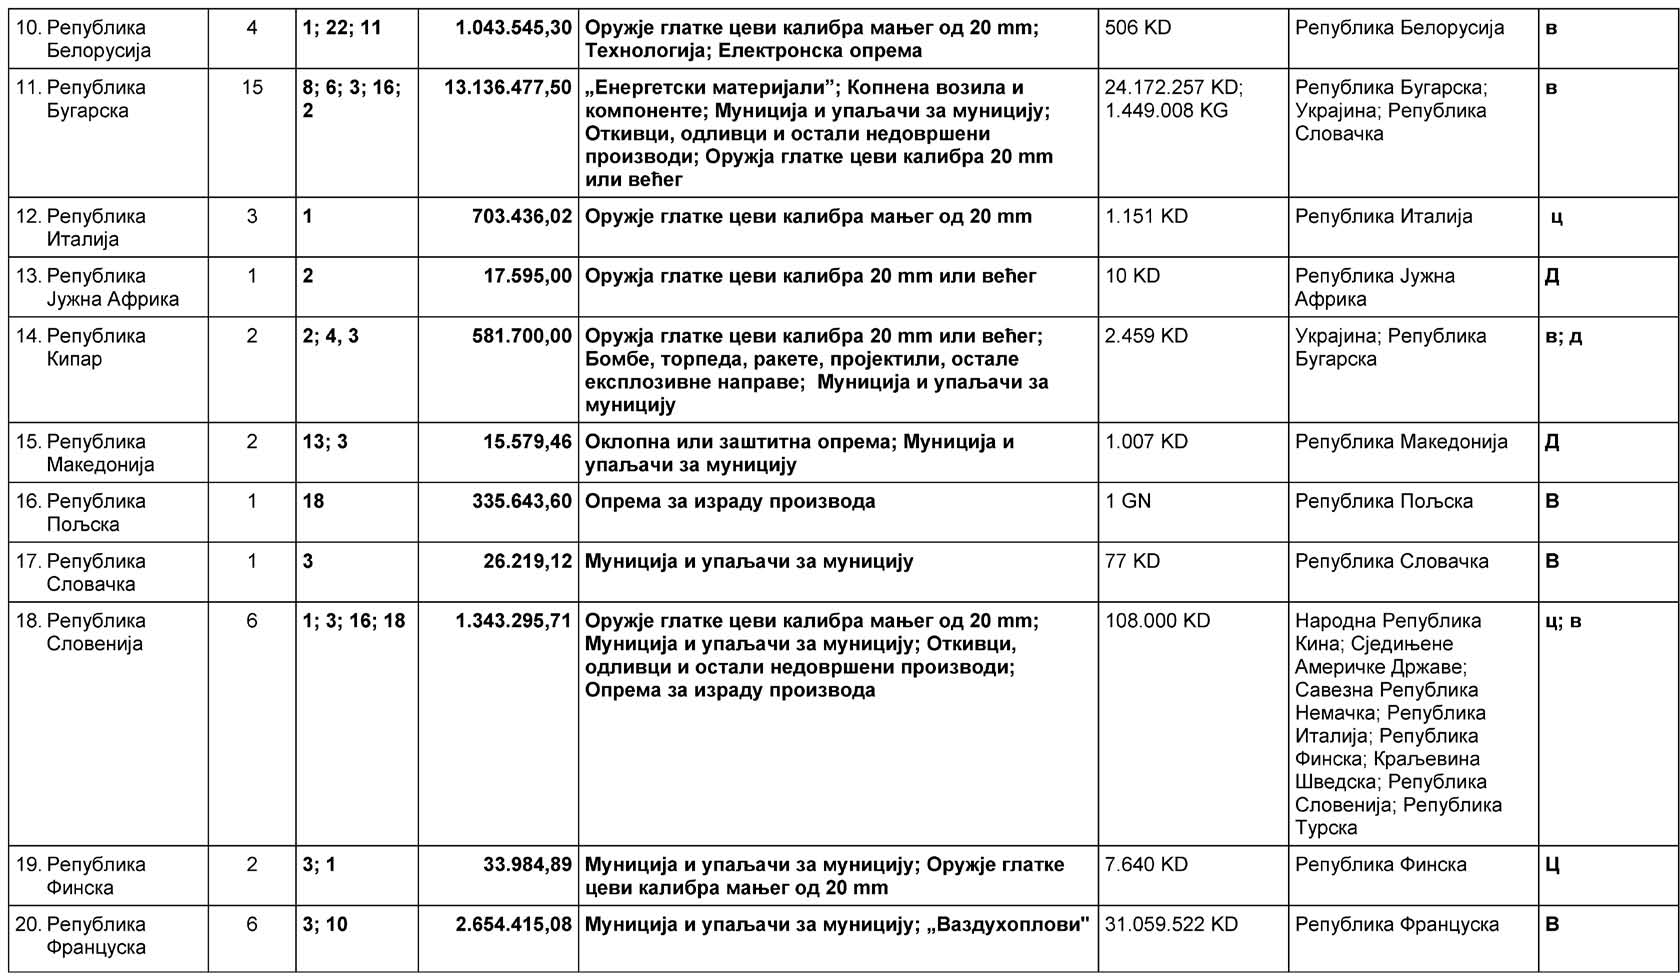 10. Република Белорусија | 4 | 1; 22; 11 | 1.043.545,30 | Оружје глатке цеви калибра мањег од 20 mm; Технологија; Електронска опрема | 506 KD | Република Белорусија | в
11. Република Бугарска | 15 | 8; 6; 3; 16; 2 | 13.136.477,50 | „Енергетски материјали”; Копнена возила и компоненте; Муниција и упаљачи за муницију; Откивци, одливци и остали недовршени производи; Оружја глатке цеви калибра 20 mm или већег | 24.172.257 KD; 1.449.008 KG | Република Бугарска; Украјина; Република Словачка | в
12. Република Италија | 3 | 1 | 703.436,02 | Оружје глатке цеви калибра мањег од 20 mm | 1.151 KD | Република Италија | ц
13. Република Јужна Африка | 1 | 2 | 17.595,00 | Оружја глатке цеви калибра 20 mm или већег | 10 KD | Република Јужна Африка | Д
14. Република Кипар | 2 | 2; 4, 3 | 581.700,00 | Оружја глатке цеви калибра 20 mm или већег; Бомбе, торпеда, ракете, пројектили, остале експлозивне направе; Муниција и упаљачи за муницију | 2.459 KD | Украјина; Република Бугарска | в; д
15. Република Македонија | 2 | 13; 3 | 15.579,46 | Оклопна или заштитна опрема; Муниција и упаљачи за муницију | 1.007 KD | Република Македонија | Д
16. Република Пољска | 1 | 18 | 335.643,60 | Опрема за израду производа | 1 GN | Република Пољска | В
17. Република Словачка | 1 | 3 | 26.219,12 | Муниција и упаљачи за муницију | 77 KD | Република Словачка | В
18. Република Словенија | 6 | 1; 3; 16; 18 | 1.343.295,71 | Оружје глатке цеви калибра мањег од 20 mm; Муниција и упаљачи за муницију; Откивци, одливци и остали недовршени производи; Опрема за израду производа | 108.000 KD | Народна Република Кина; Сједињене Америчке Државе; Савезна Република Немачка; Република Италија; Република Финска; Краљевина Шведска; Република Словенија; Република Турска | ц; в
19. Република Финска | 2 | 3; 1 | 33.984,89 | Муниција и упаљачи за муницију; Оружје глатке цеви калибра мањег од 20 mm | 7.640 KD | Република Финска | Ц
20. Република Француска | 6 | 3; 10 | 2.654.415,08 | Муниција и упаљачи за муницију; „Ваздухоплови" | 31.059.522 KD | Република Француска | В